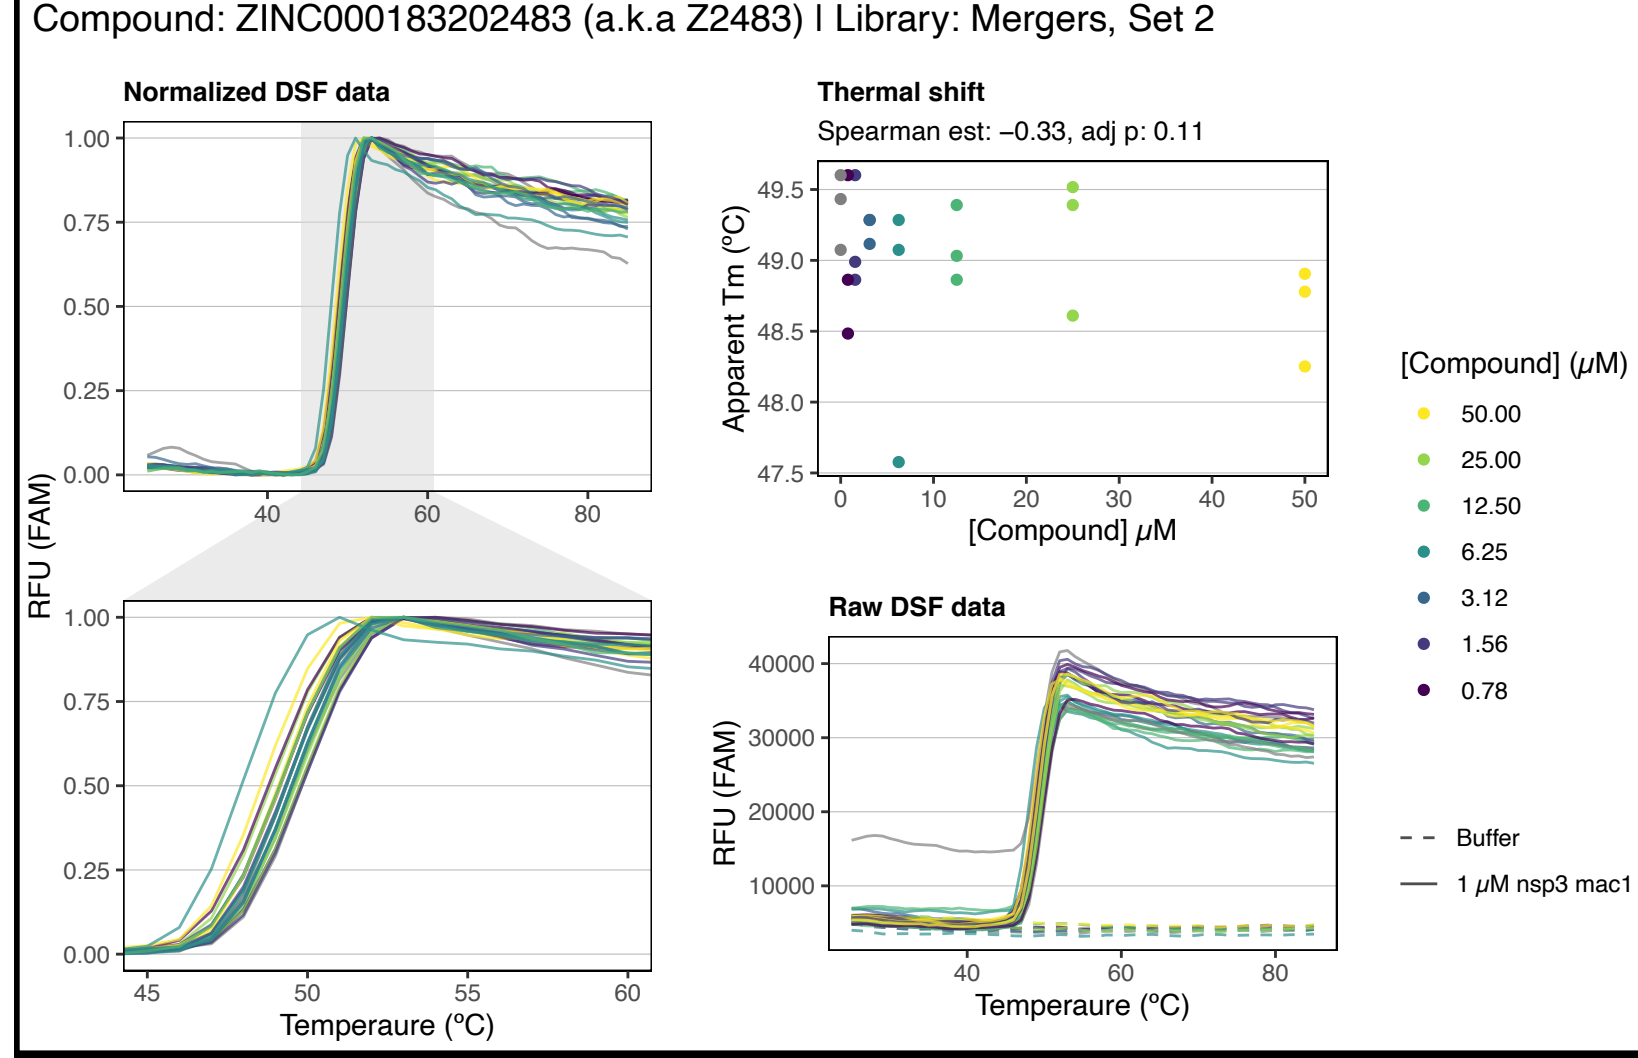 Compound: ZINC000183202483 (a.k.a Z2483) | Library: Mergers, Set 2
Normalized DSF data
1.00
0.75
0.50
0.25
0.00
40 60 80
RFU (FAM)
1.00
0.75
0.50
0.25
0.00
45 50 55 60
Temperaure (ºC)
Thermal shift
Spearman est: −0.33, adj p: 0.11
Apparent Tm (ºC)
49.5
49.0
48.5
48.0
47.5
0 10 20 30 40 50
[Compound] µM
Raw DSF data
RFU (FAM)
40000
30000
20000
10000
40 60 80
Temperaure (ºC)
[Compound] (µM)
50.00
25.00
12.50
6.25
3.12
1.56
0.78
Buffer
1 µM nsp3 mac1